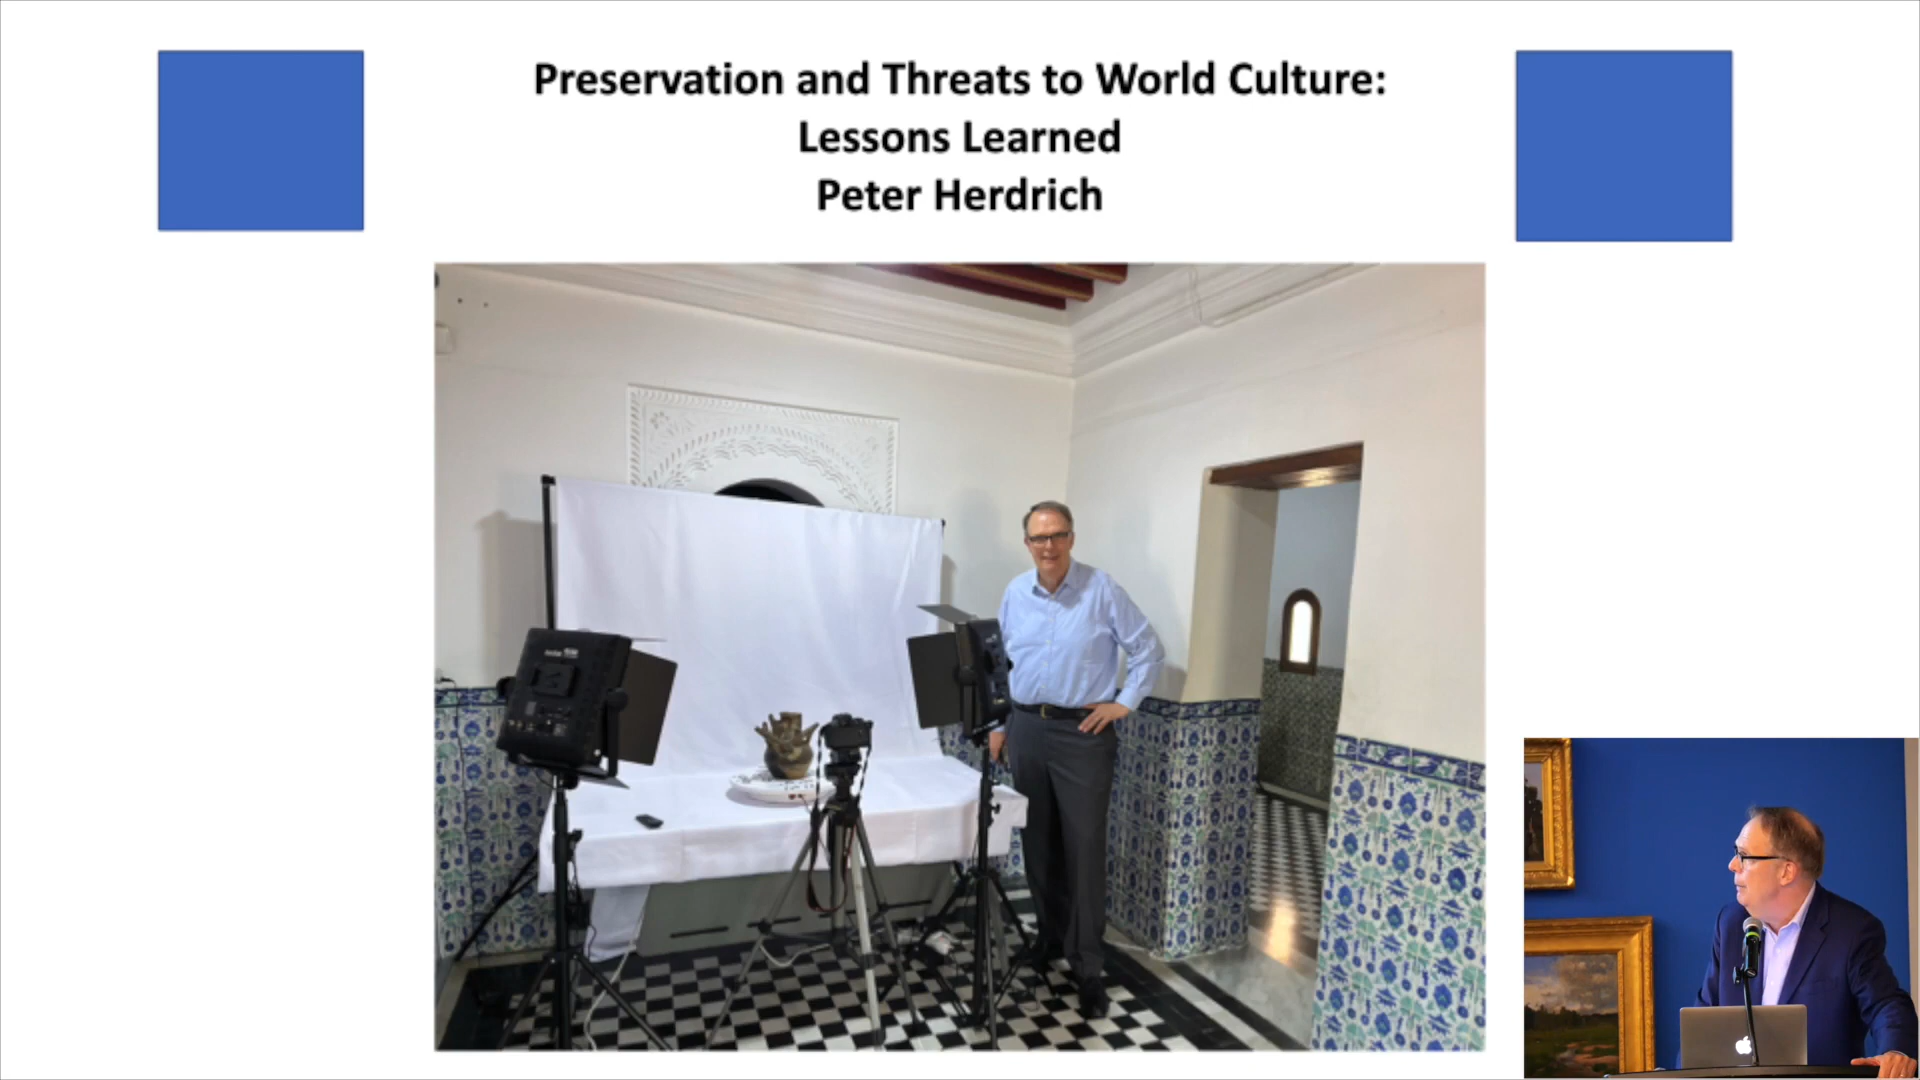 Preservation and Threats to World Culture:
Lessons Learned
Peter Herdrich